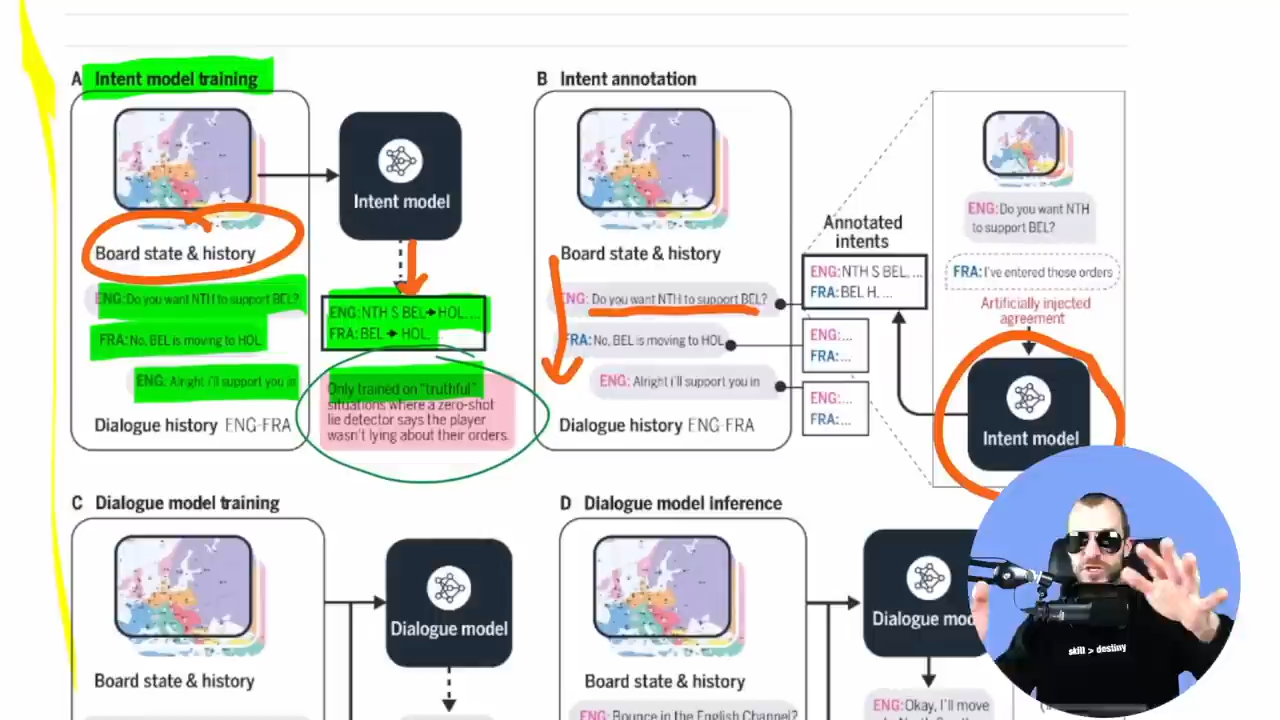 A Intent model training
Board state & history
ENG: Do you want NTH to support BEL?
FRA: No, BEL is moving to HOL
ENG: Alright i'll support you in
Dialogue history ENG-FRA
Intent model
ENG: NTH S BEL→HOL, ...
FRA: BEL → HOL, ...
Only trained on "truthful"
situations where a zero-shot
lie detector says the player
wasn't lying about their orders.
B Intent annotation
Board state & history
ENG: Do you want NTH to support BEL?
FRA: No, BEL is moving to HOL
ENG: Alright i'll support you in
Dialogue history ENG-FRA
Annotated
intents
ENG: NTH S BEL, ...
FRA: BEL H, ...
ENG:...
FRA:...
ENG:...
FRA:...
ENG: Do you want NTH
to support BEL?
FRA: I've entered those orders
Artificially injected
agreement
Intent model
C Dialogue model training
Board state & history
Dialogue model
D Dialogue model inference
Board state & history
ENG: Bounce in the English Channel?
Dialogue mo
ENG: Okay, I'll move
skill > destiny